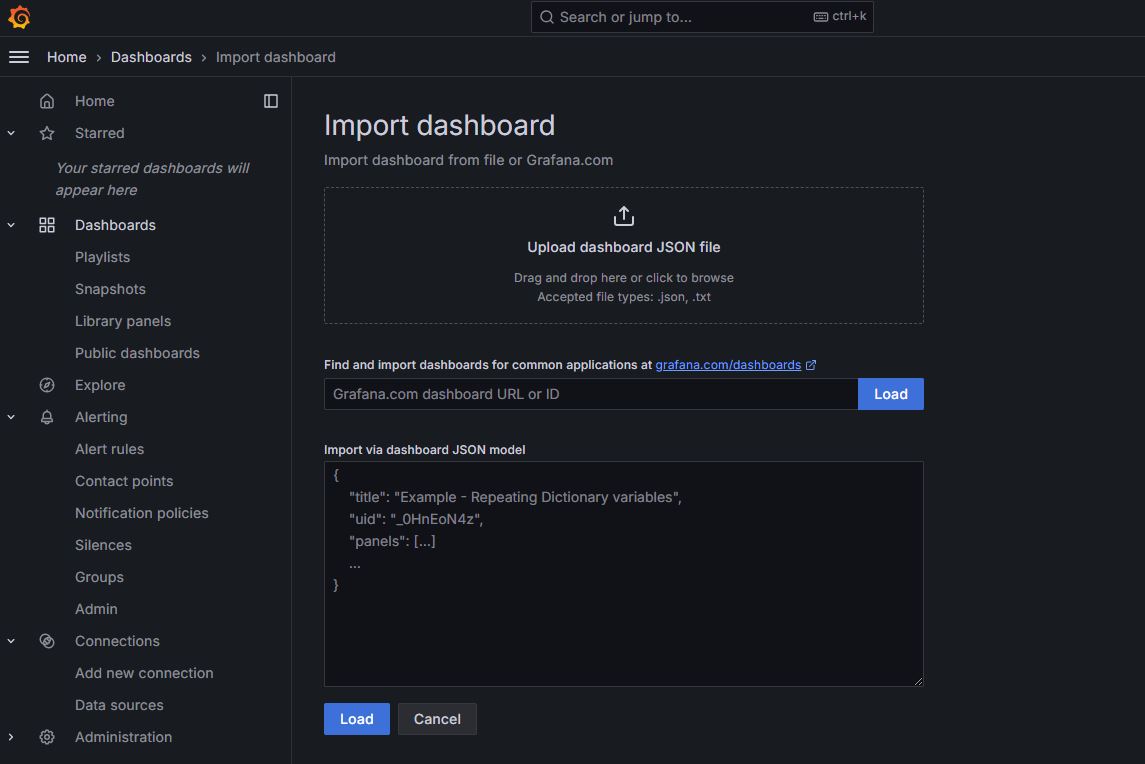 Search or jump to...
ctrl+k
Home › Dashboards › Import dashboard
Home
Starred
Your starred dashboards will
appear here
Dashboards
Playlists
Snapshots
Library panels
Public dashboards
Explore
Alerting
Alert rules
Contact points
Notification policies
Silences
Groups
Admin
Connections
Add new connection
Data sources
Administration
Import dashboard
Import dashboard from file or Grafana.com
Upload dashboard JSON file
Drag and drop here or click to browse
Accepted file types: .json, .txt
Find and import dashboards for common applications at grafana.com/dashboards
Grafana.com dashboard URL or ID
Load
Import via dashboard JSON model
{
"title": "Example - Repeating Dictionary variables",
"uid": "_0HnEoN4z",
"panels": [...]
...
}
Load
Cancel